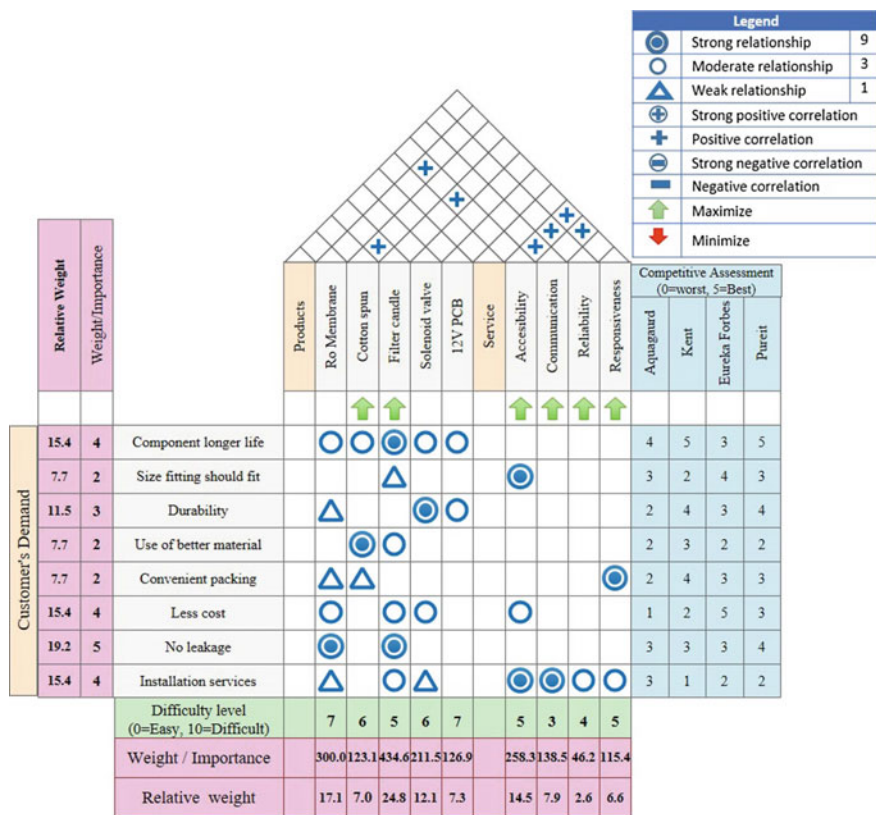 Legend
Strong relationship 9
Moderate relationship 3
Weak relationship 1
Strong positive correlation
Positive correlation
Strong negative correlation
Negative correlation
Maximize
Minimize
Relative Weight
Weight/Importance
Products
Ro Membrane
Cotton spun
Filter candle
Solenoid valve
12V PCB
Service
Accesibility
Communication
Reliability
Responsiveness
Competitive Assessment
(0=worst, 5=Best)
Aquagaurd
Kent
Eureka Forbes
Pureit
Customer's Demand
15.4 4 Component longer life 4 5 3 5
7.7 2 Size fitting should fit 3 2 4 3
11.5 3 Durability 2 4 3 4
7.7 2 Use of better material 2 3 2 2
7.7 2 Convenient packing 2 4 3 3
15.4 4 Less cost 1 2 5 3
19.2 5 No leakage 3 3 3 4
15.4 4 Installation services 3 1 2 2
Difficulty level
(0=Easy, 10=Difficult) 7 6 5 6 7 5 3 4 5
Weight / Importance 300.0 123.1 434.6 211.5 126.9 258.3 138.5 46.2 115.4
Relative weight 17.1 7.0 24.8 12.1 7.3 14.5 7.9 2.6 6.6